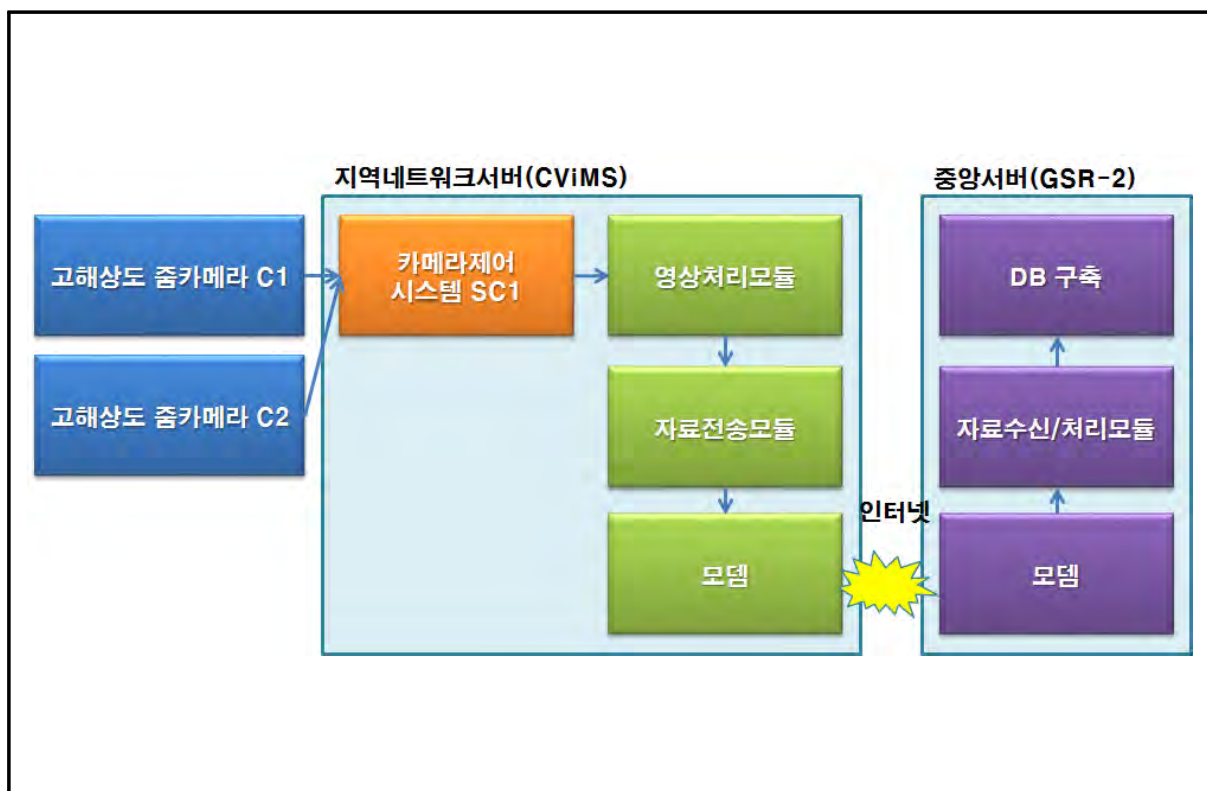 지역네트워크서버(CViMS)
중앙서버(GSR-2)
고해상도 줌카메라 C1
카메라제어
시스템 SC1
영상처리모듈
DB 구축
고해상도 줌카메라 C2
자료전송모듈
자료수신/처리모듈
인터넷
모뎀
모뎀